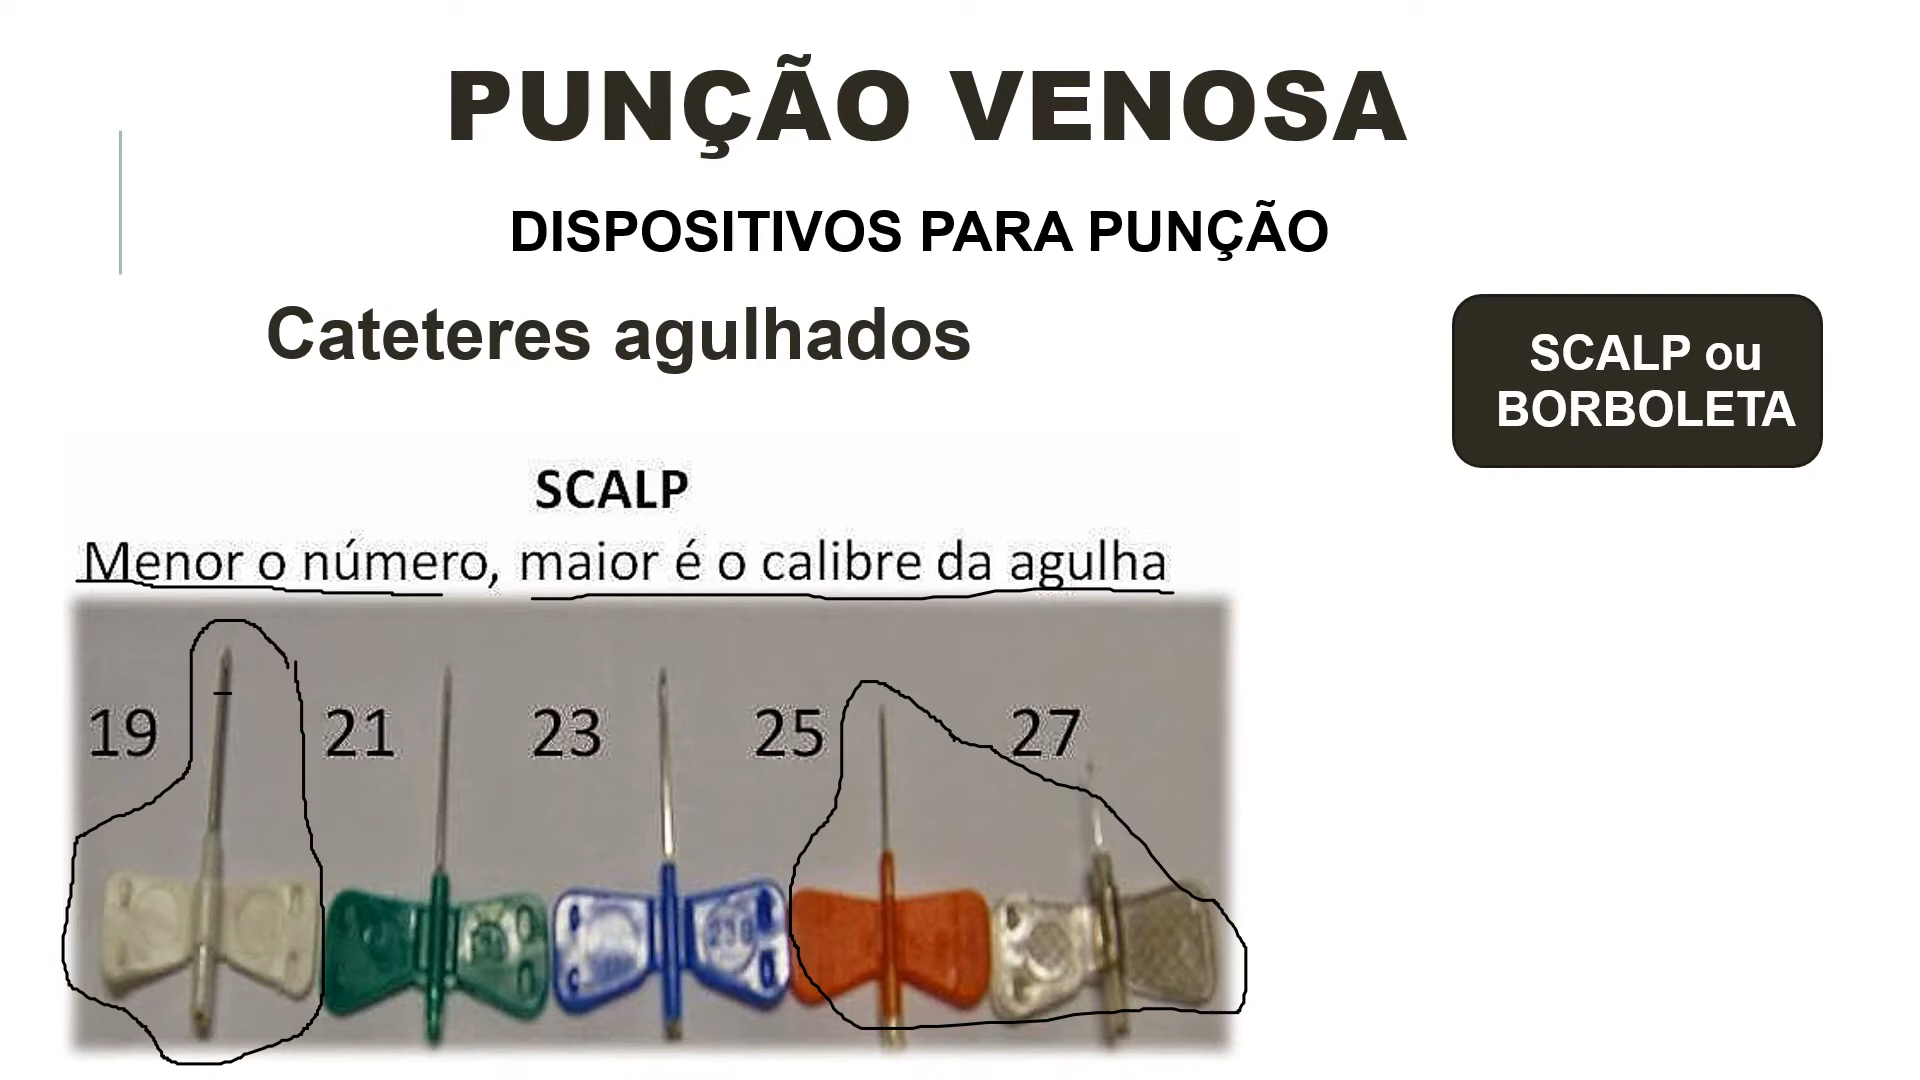 PUNÇÃO VENOSA
DISPOSITIVOS PARA PUNÇÃO
Cateteres agulhados
SCALP ou
BORBOLETA
SCALP
Menor o número, maior é o calibre da agulha
19 21 23 25 27